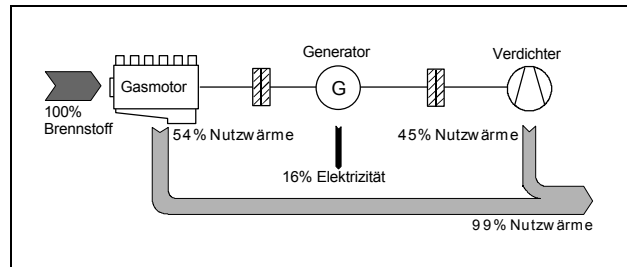 Generator
Verdichter
Gasmotor
G
100%
Brennstoff
54% Nutzwärme
45% Nutzwärme
16% Elektrizität
99% Nutzwärme